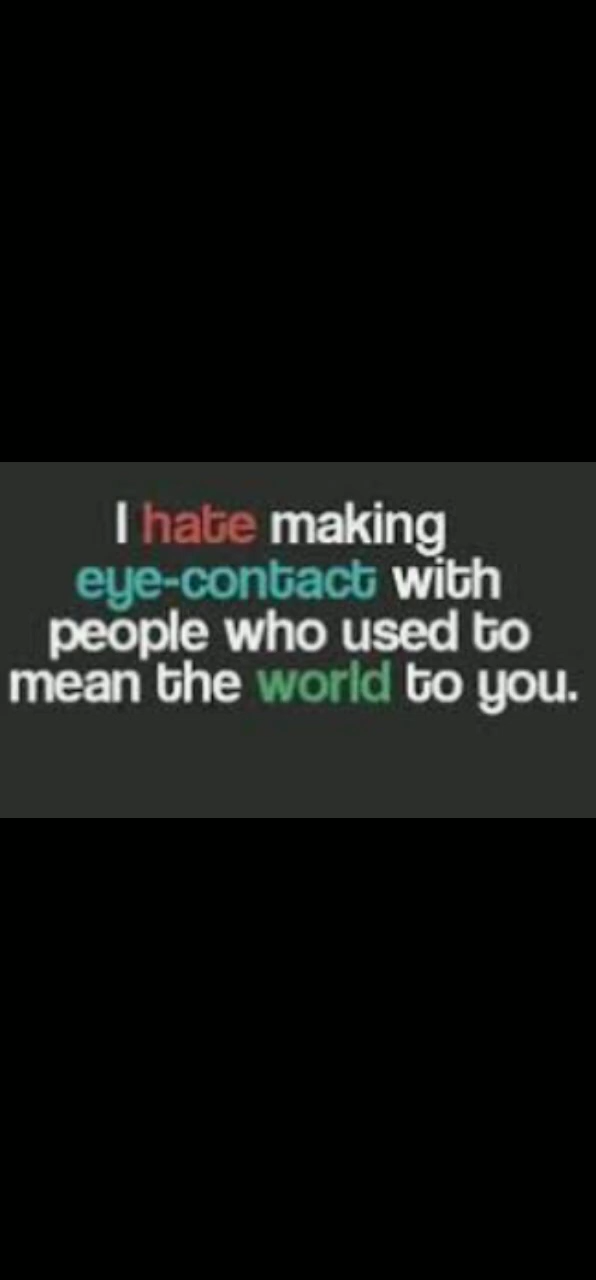 I hate making
eye-contact with
people who used to
mean the world to you.